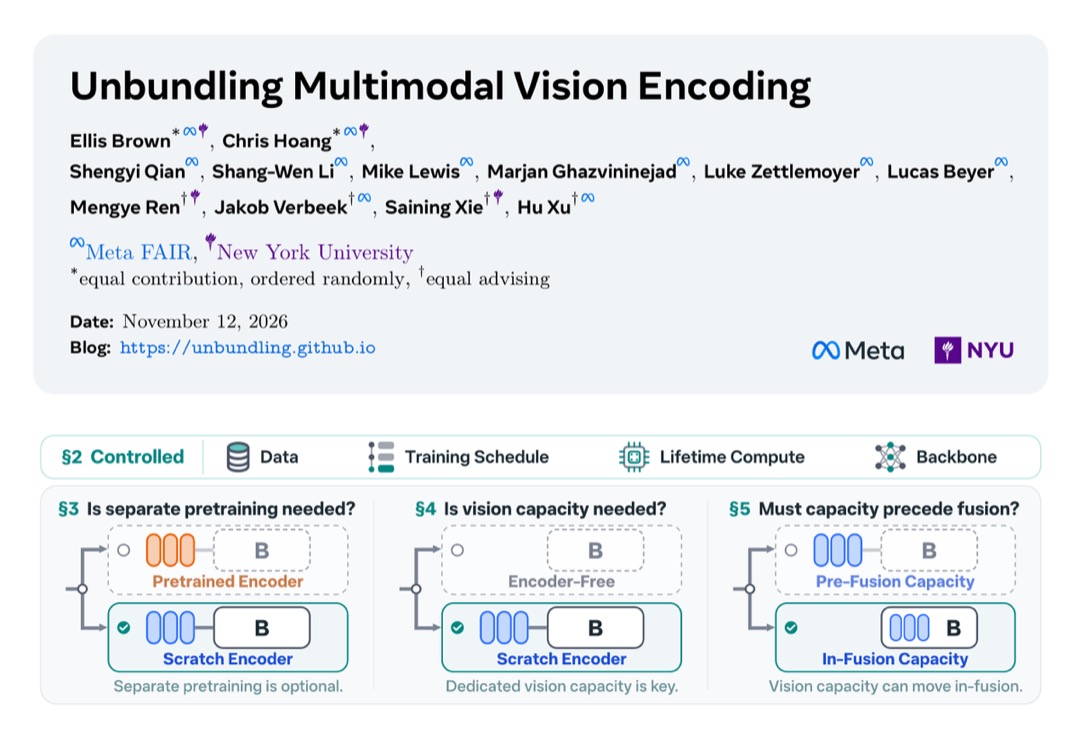 Unbundling Multimodal Vision Encoding
Ellis Brown*, Chris Hoang*,
Shengyi Qian, Shang-Wen Li, Mike Lewis, Marjan Ghazvininejad, Luke Zettlemoyer, Lucas Beyer,
Mengye Ren†, Jakob Verbeek†, Saining Xie†, Hu Xu†
Meta FAIR, New York University
*equal contribution, ordered randomly, †equal advising
Date: November 12, 2026
Blog: https://unbundling.github.io
Meta NYU
§2 Controlled Data Training Schedule Lifetime Compute Backbone
§3 Is separate pretraining needed?
B
Pretrained Encoder
B
Scratch Encoder
Separate pretraining is optional.
§4 Is vision capacity needed?
B
Encoder-Free
B
Scratch Encoder
Dedicated vision capacity is key.
§5 Must capacity precede fusion?
B
Pre-Fusion Capacity
B
In-Fusion Capacity
Vision capacity can move in-fusion.